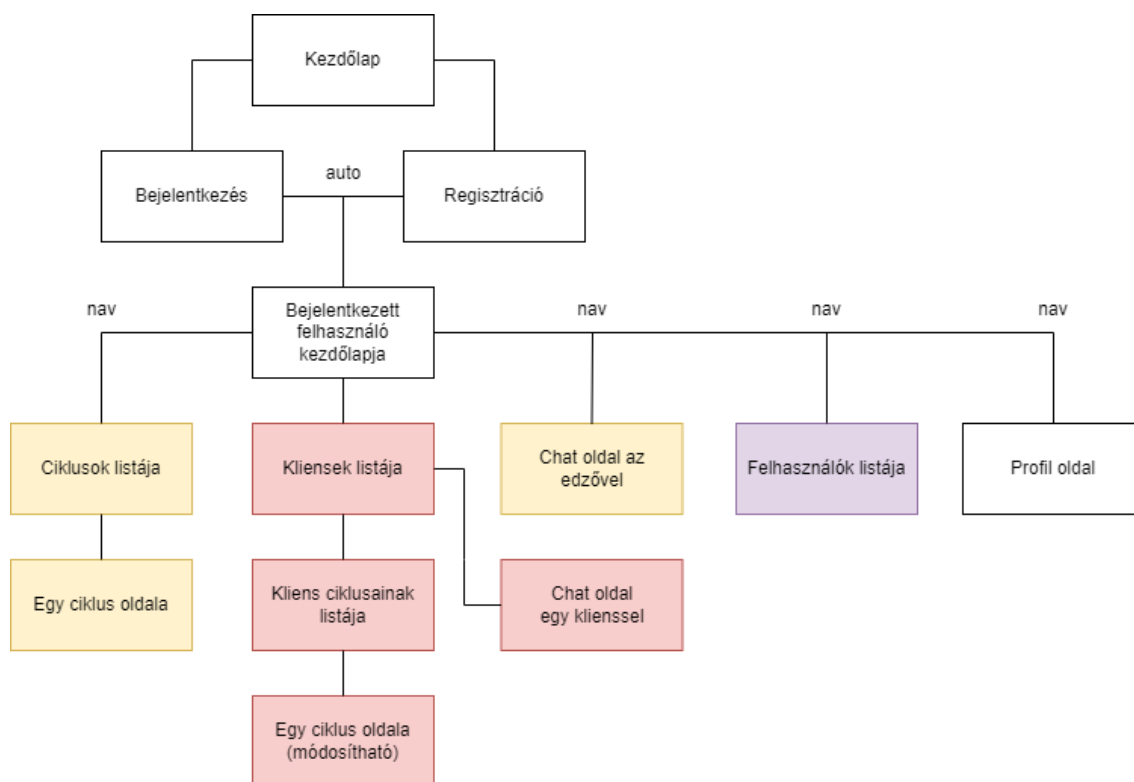 Kezdőlap
Bejelentkezés
auto
Regisztráció
nav
Bejelentkezett
felhasználó
kezdőlapja
nav
nav
nav
Ciklusok listája
Kliensek listája
Chat oldal az
edzővel
Felhasználók listája
Profil oldal
Egy ciklus oldala
Kliens ciklusainak
listája
Chat oldal
egy klienssel
Egy ciklus oldala
(módosítható)